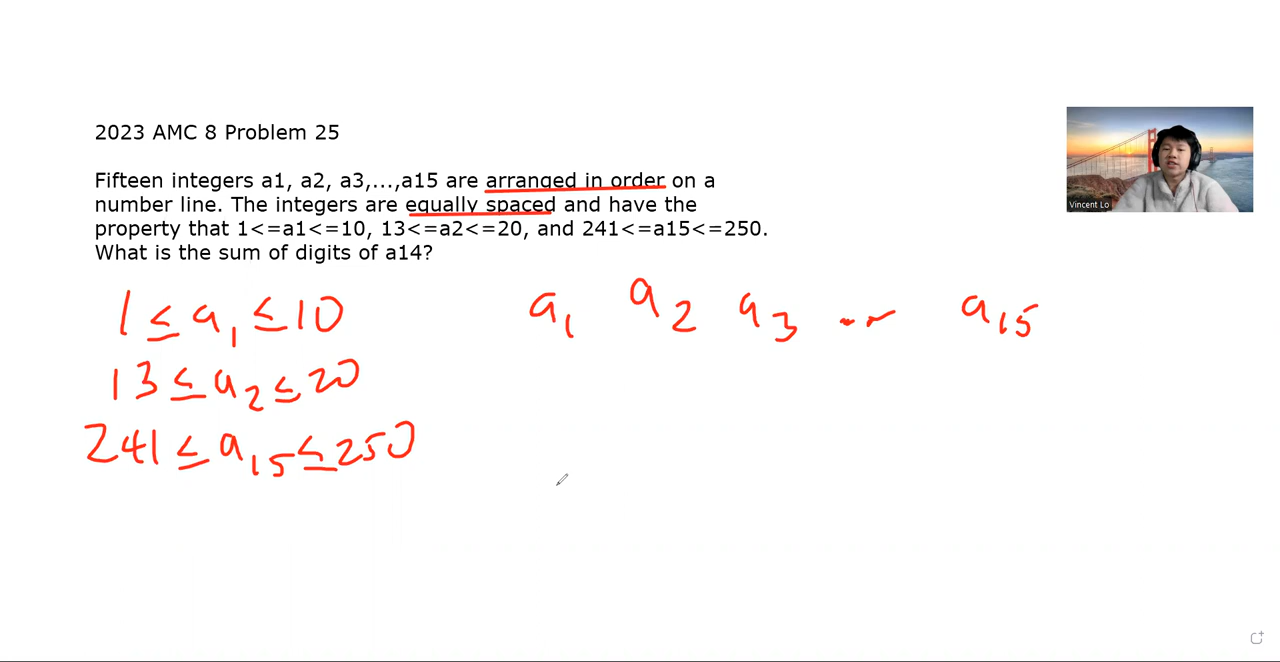 2023 AMC 8 Problem 25
Fifteen integers a1, a2, a3,...,a15 are arranged in order on a
number line. The integers are equally spaced and have the
property that 1<=a1<=10, 13<=a2<=20, and 241<=a15<=250.
What is the sum of digits of a14?
1 ≤ a₁ ≤ 10
13 ≤ a₂ ≤ 20
241 ≤ a₁₅ ≤ 250
a₁ a₂ a₃ ... a₁₅
Vincent Lo